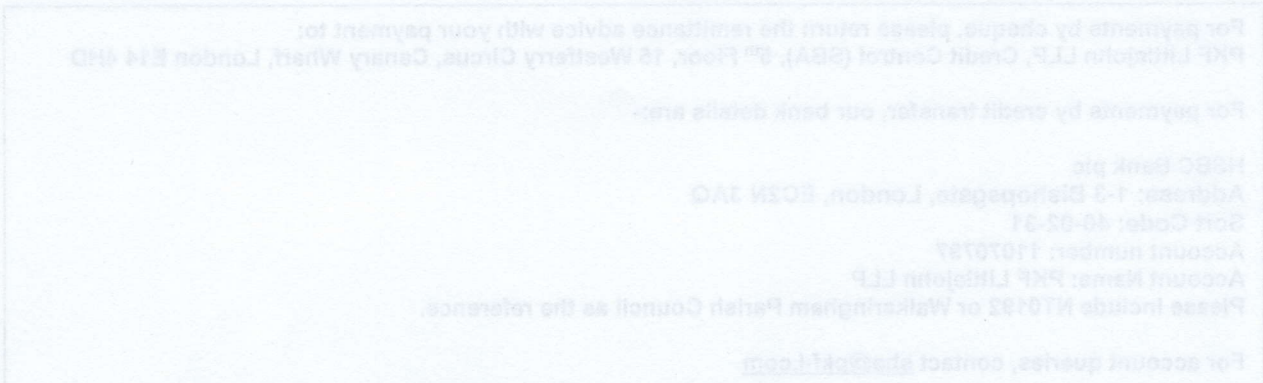 For payments by cheque, please return the remittance advice with your payment to:
PKF Littlejohn LLP, Credit Control (SBA), 5th Floor, 15 Westferry Circus, Canary Wharf, London E14 4HD
For payments by credit transfer, our bank details are:-
HSBC Bank plc
Address: 1-3 Bishopsgate, London, EC2N 3AQ
Sort Code: 40-02-31
Account number: 11070797
Account Name: PKF Littlejohn LLP
Please include NT0192 or Walkeringham Parish Council as the reference.
For account queries, contact